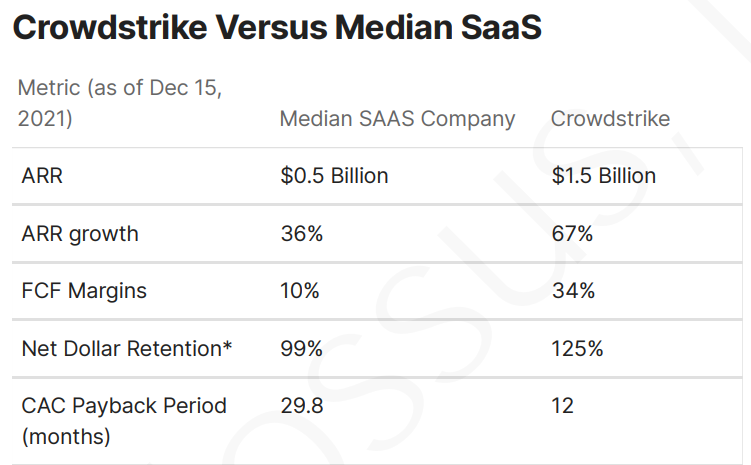 Crowdstrike Versus Median SaaS
Metric (as of Dec 15,
2021)
Median SAAS Company
Crowdstrike
ARR
$0.5 Billion
$1.5 Billion
ARR growth
36%
67%
FCF Margins
10%
34%
Net Dollar Retention*
99%
125%
CAC Payback Period
(months)
29.8
12
OSSUS,